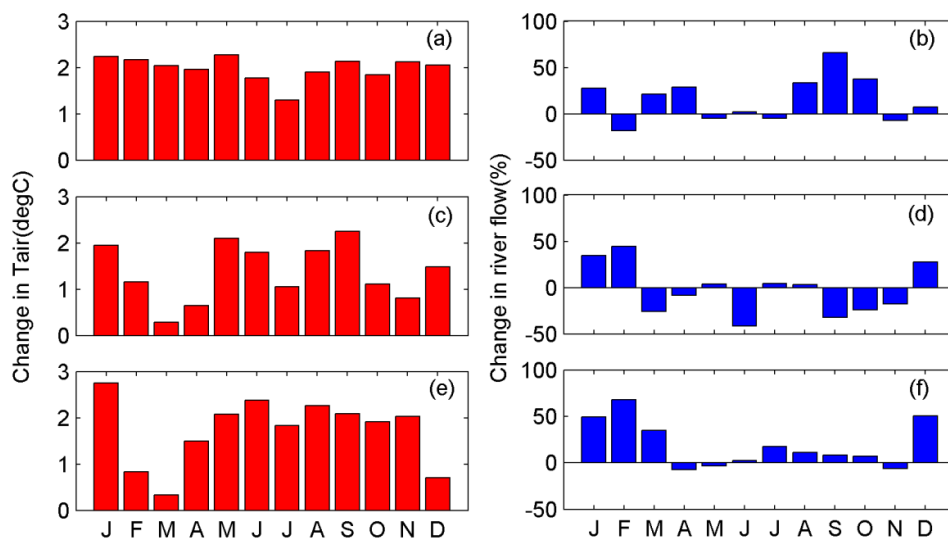 3
2
1
0
(a)
100
50
0
-50
(b)
3
2
1
0
(c)
100
50
0
-50
(d)
3
2
1
0
(e)
J F M A M J J A S O N D
100
50
0
-50
(f)
J F M A M J J A S O N D
Change in Tair(degC)
Change in river flow(%)